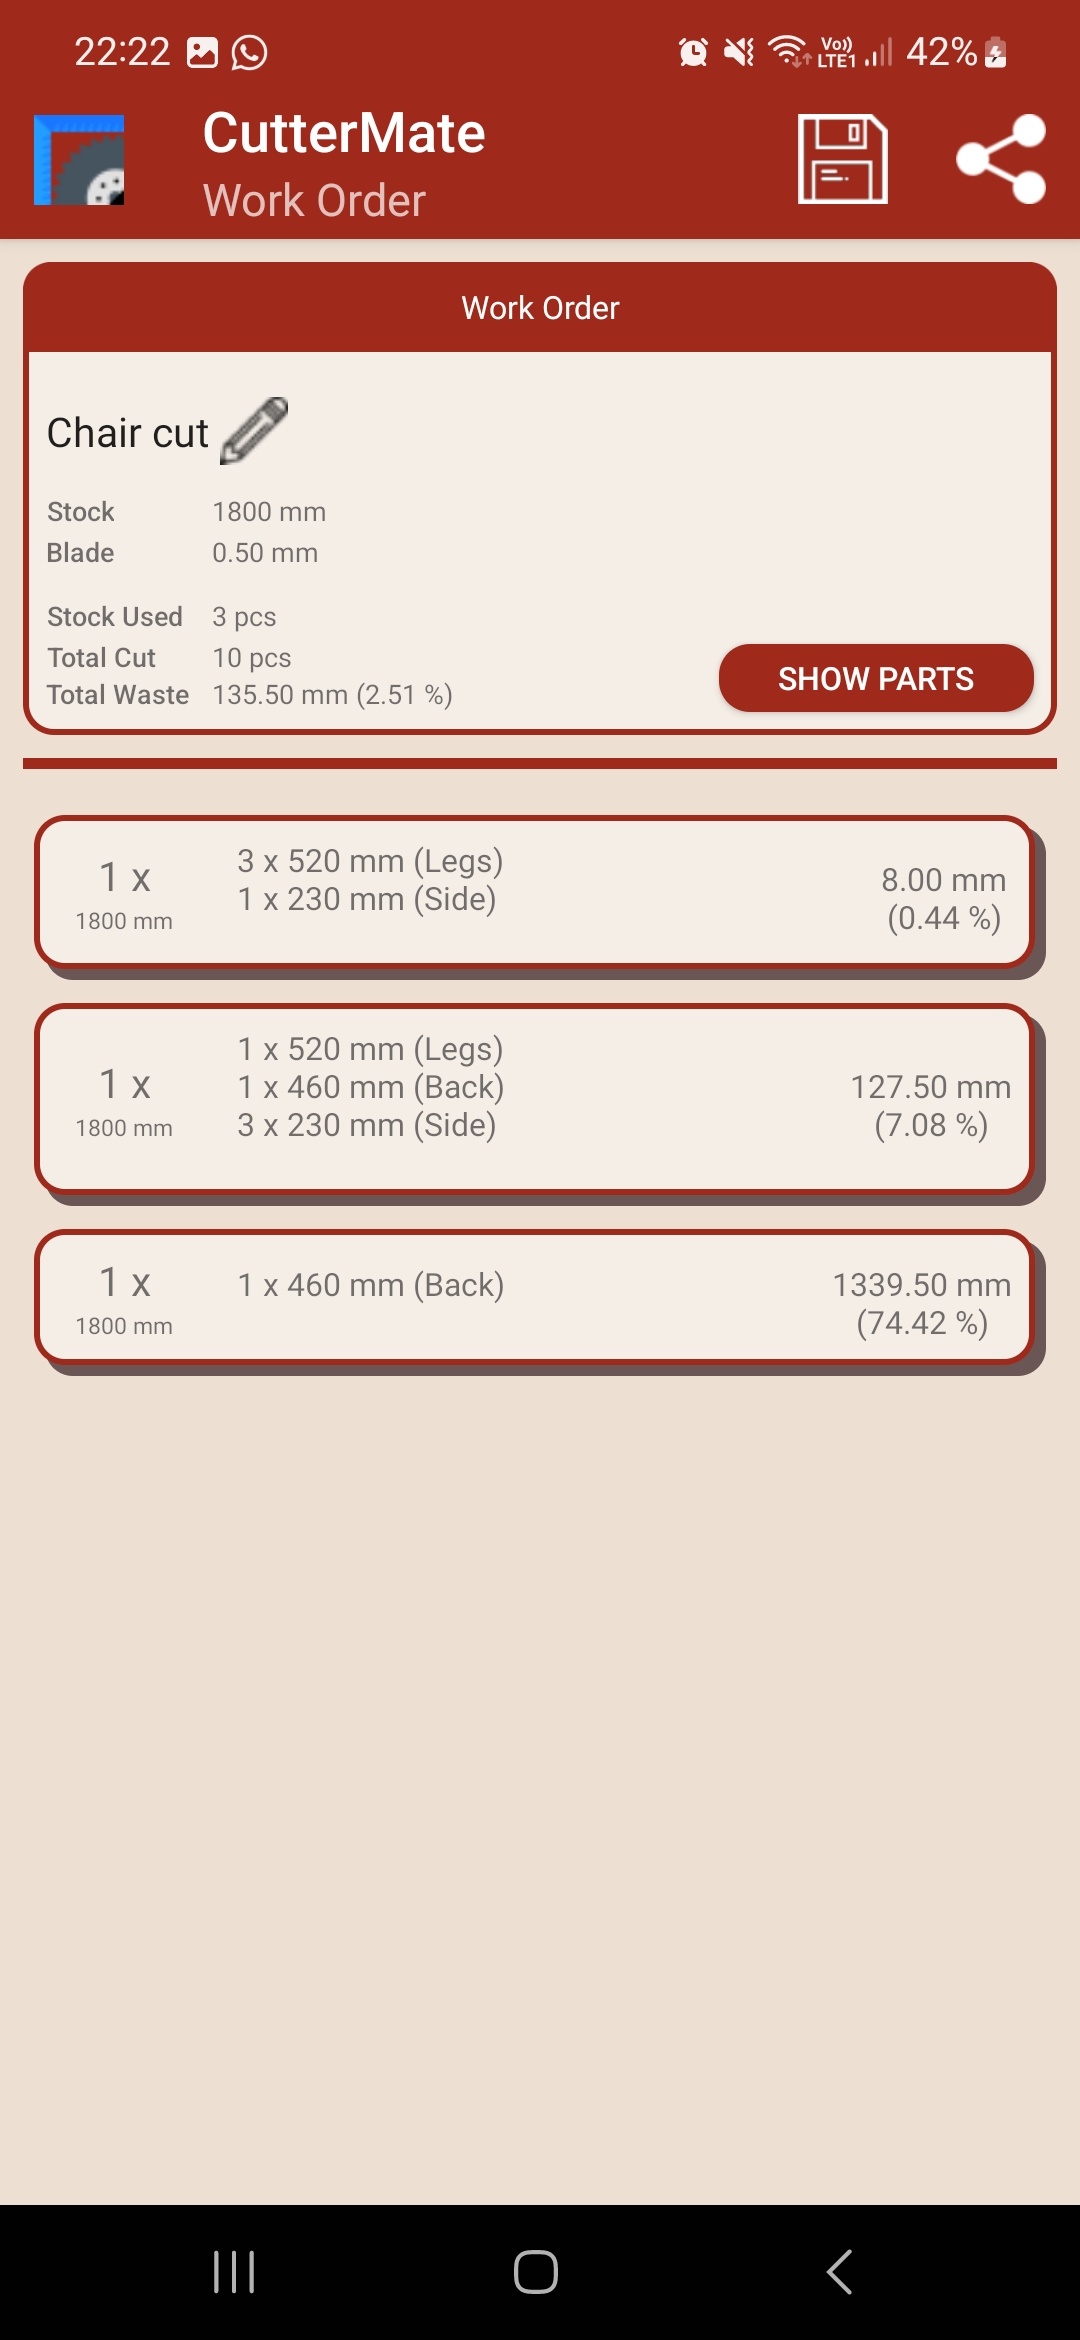 22:22
Vo))
LTE1
42%
CutterMate
Work Order
Work Order
Chair cut
Stock 1800 mm
Blade 0.50 mm
Stock Used 3 pcs
Total Cut 10 pcs
Total Waste 135.50 mm (2.51 %)
SHOW PARTS
1 x
1800 mm
3 x 520 mm (Legs)
1 x 230 mm (Side)
8.00 mm
(0.44 %)
1 x
1800 mm
1 x 520 mm (Legs)
1 x 460 mm (Back)
3 x 230 mm (Side)
127.50 mm
(7.08 %)
1 x
1800 mm
1 x 460 mm (Back)
1339.50 mm
(74.42 %)